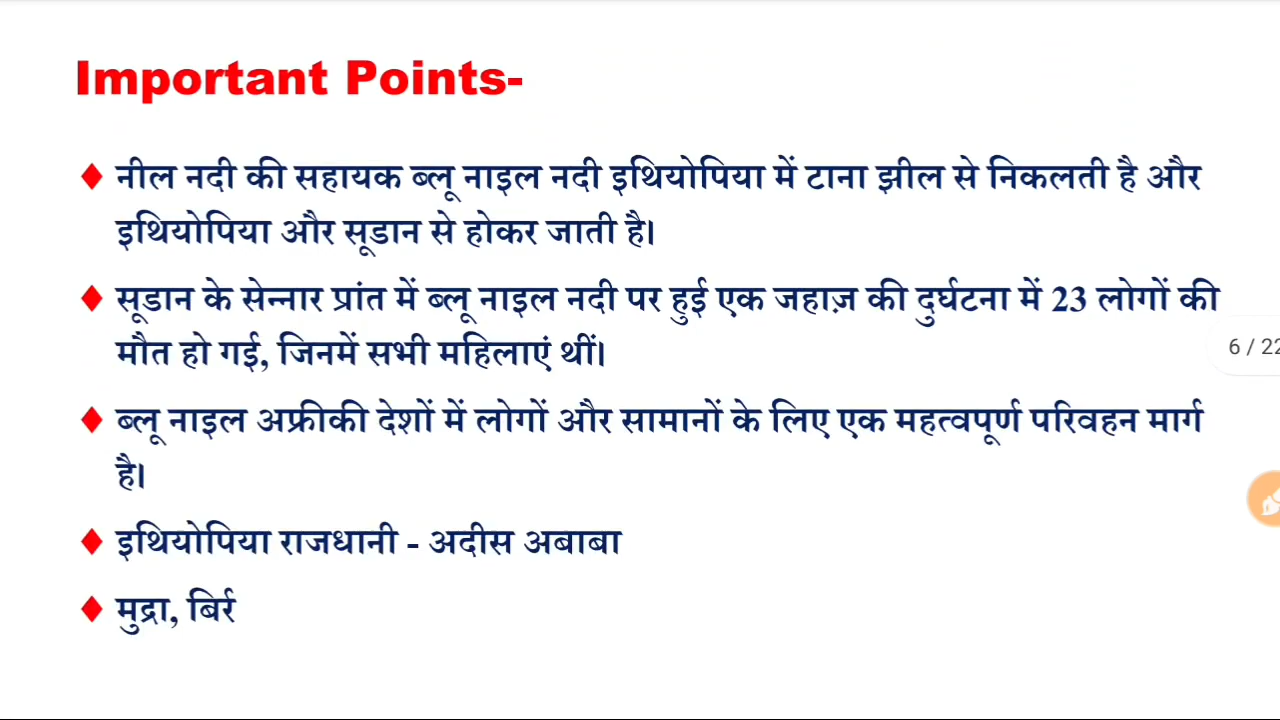 Important Points-
♦ नील नदी की सहायक ब्लू नाइल नदी इथियोपिया में टाना झील से निकलती है और
इथियोपिया और सूडान से होकर जाती है।
♦ सूडान के सेन्नार प्रांत में ब्लू नाइल नदी पर हुई एक जहाज़ की दुर्घटना में 23 लोगों की
मौत हो गई, जिनमें सभी महिलाएं थीं।
♦ ब्लू नाइल अफ्रीकी देशों में लोगों और सामानों के लिए एक महत्वपूर्ण परिवहन मार्ग
है।
♦ इथियोपिया राजधानी - अदीस अबाबा
♦ मुद्रा, बिर्र
6 / 22